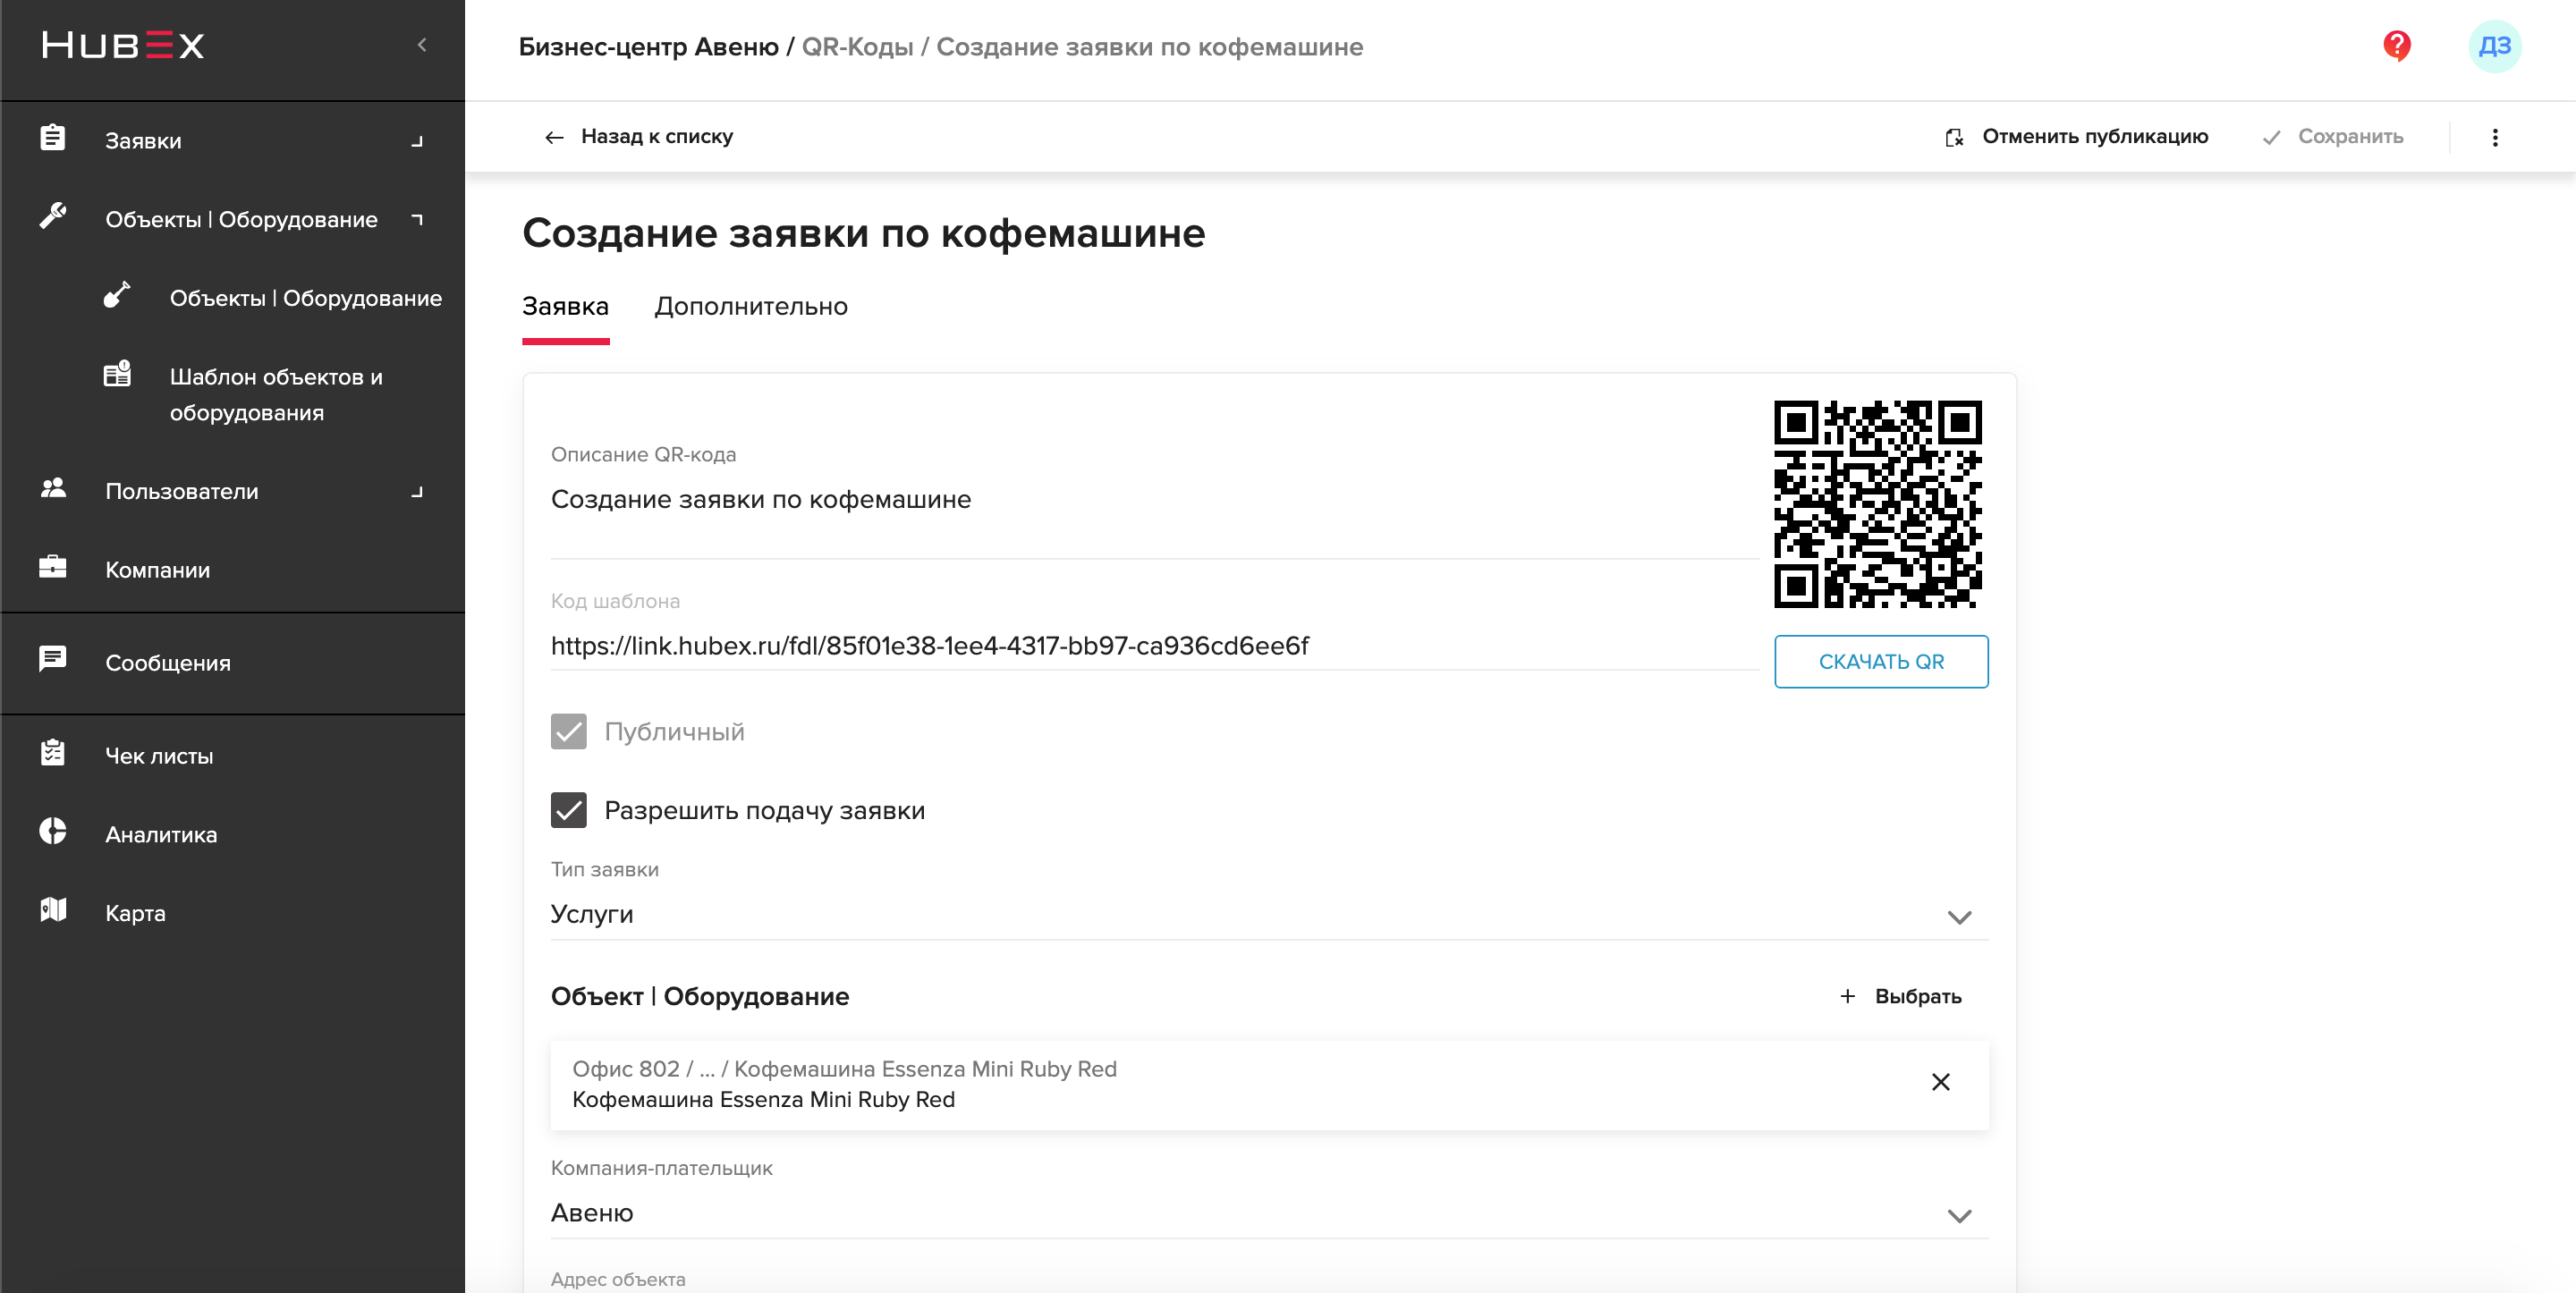 HUBEX
Бизнес-центр Авеню / QR-Коды / Создание заявки по кофемашине
ДЗ
Заявки
Назад к списку
Отменить публикацию
Сохранить
Объекты | Оборудование
Объекты | Оборудование
Шаблон объектов и
оборудования
Пользователи
Компании
Сообщения
Чек листы
Аналитика
Карта
Создание заявки по кофемашине
Заявка
Дополнительно
Описание QR-кода
Создание заявки по кофемашине
Код шаблона
https://link.hubex.ru/fdl/85f01e38-1ee4-4317-bb97-ca936cd6ee6f
СКАЧАТЬ QR
Публичный
Разрешить подачу заявки
Тип заявки
Услуги
Объект | Оборудование
+ Выбрать
Офис 802 / ... / Кофемашина Essenza Mini Ruby Red
Кофемашина Essenza Mini Ruby Red
Компания-плательщик
Авеню
Адрес объекта